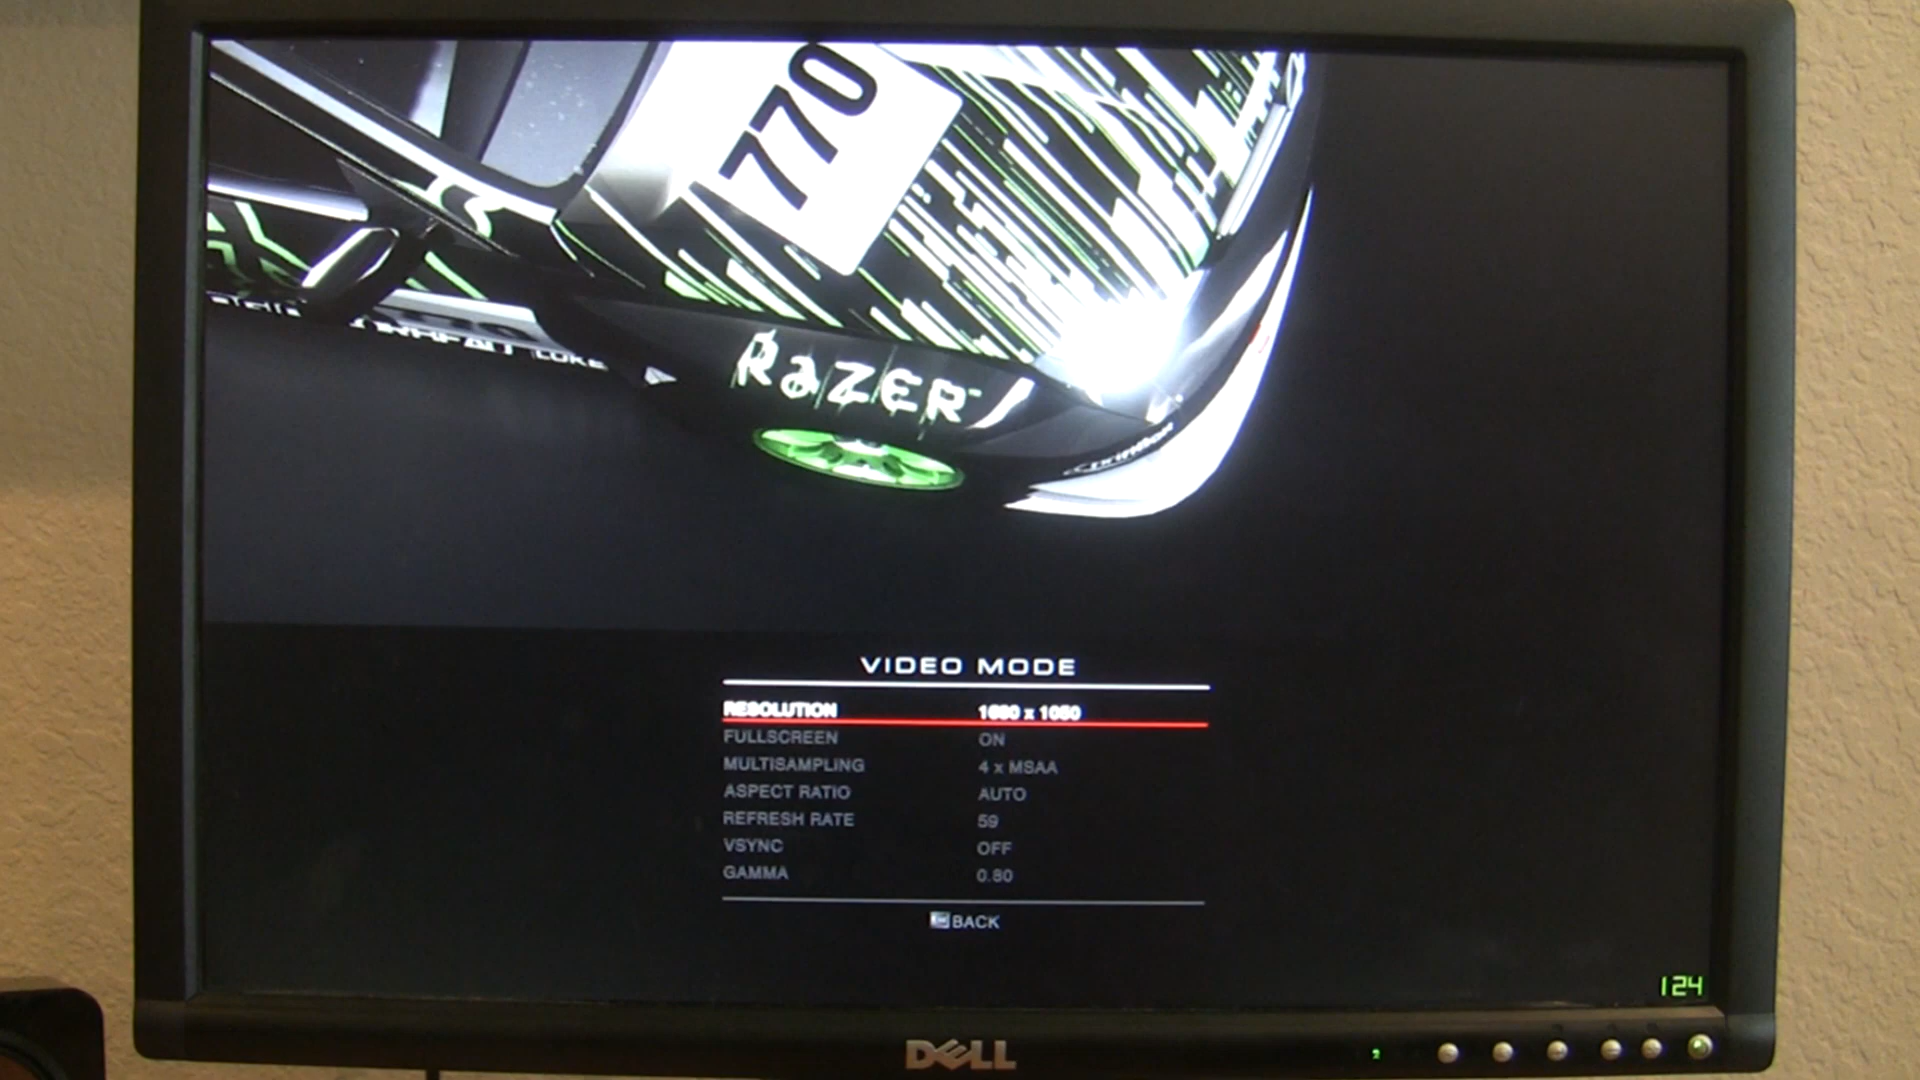 770
RAZER
VIDEO MODE
RESOLUTION 1680 x 1050
FULLSCREEN ON
MULTISAMPLING 4 x MSAA
ASPECT RATIO AUTO
REFRESH RATE 59
VSYNC OFF
GAMMA 0.80
BACK
124
DELL
2